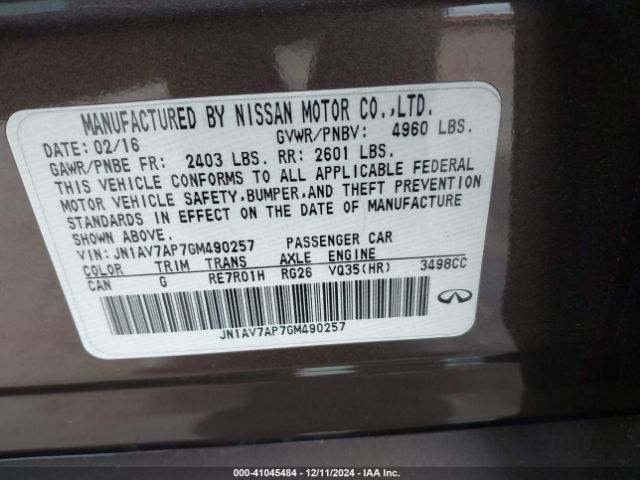 MANUFACTURED BY NISSAN MOTOR CO.,LTD.
DATE: 02/16 GVWR/PNBV: 4960 LBS.
GAWR/PNBE FR: 2403 LBS. RR: 2601 LBS.
THIS VEHICLE CONFORMS TO ALL APPLICABLE FEDERAL
MOTOR VEHICLE SAFETY,BUMPER,AND THEFT PREVENTION
STANDARDS IN EFFECT ON THE DATE OF MANUFACTURE
SHOWN ABOVE.
VIN: JN1AV7AP7GM490257 PASSENGER CAR
COLOR TRIM TRANS AXLE ENGINE
CAN G RE7R01H RG26 VQ35(HR) 3498CC
JN1AV7AP7GM490257
000-41045484 - 12/11/2024 - IAA Inc.